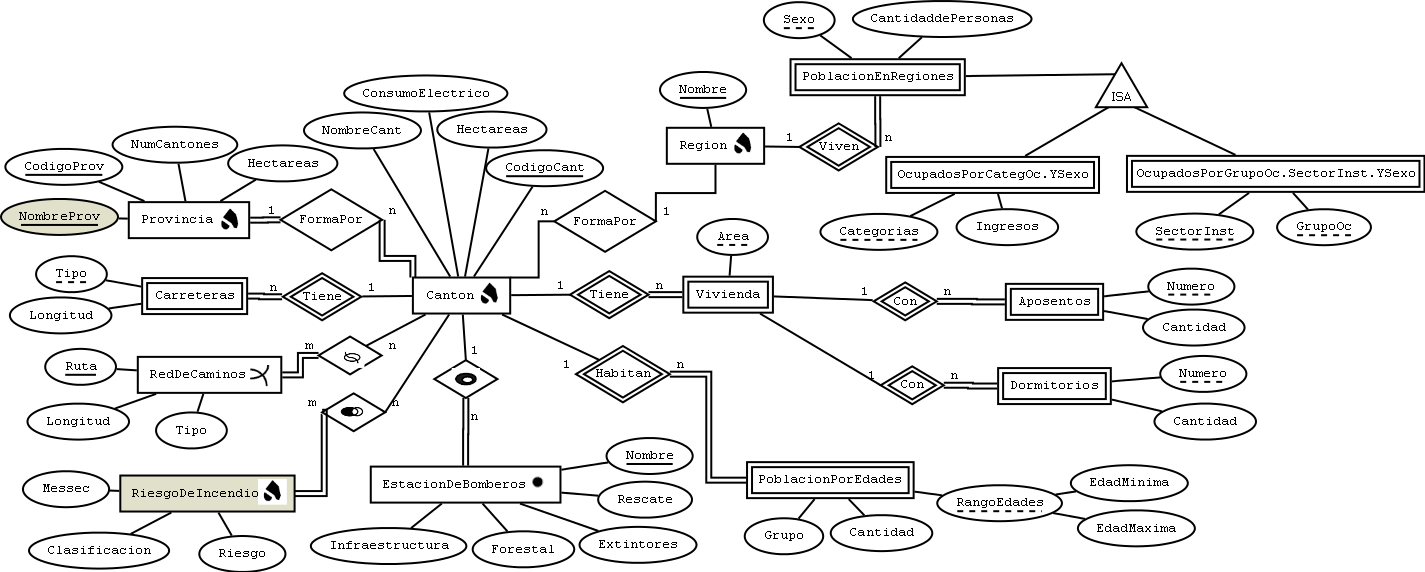 Sexo
CantidaddePersonas
PoblacionEnRegiones
ISA
ConsumoElectrico
Nombre
NombreCant
Hectareas
Region
1
Viven
n
NumCantones
CodigoProv
Hectareas
CodigoCant
OcupadosPorCategOc.YSexo
OcupadosPorGrupoOc.SectorInst.YSexo
NombreProv
Provincia
1
FormaPor
n
n
FormaPor
1
Categorias
Ingresos
SectorInst
GrupoOc
Area
Tipo
Longitud
Carreteras
n
Tiene
1
Canton
1
Tiene
n
Vivienda
1
Con
n
Aposentos
Numero
Cantidad
Ruta
RedDeCaminos
m
n
1
1
Habitan
n
1
Con
n
Dormitorios
Numero
Cantidad
Longitud
Tipo
m
n
n
Messec
RiesgoDeIncendio
Clasificacion
Riesgo
EstacionDeBomberos
Nombre
Rescate
Infraestructura
Forestal
Extintores
PoblacionPorEdades
Grupo
Cantidad
RangoEdades
EdadMinima
EdadMaxima